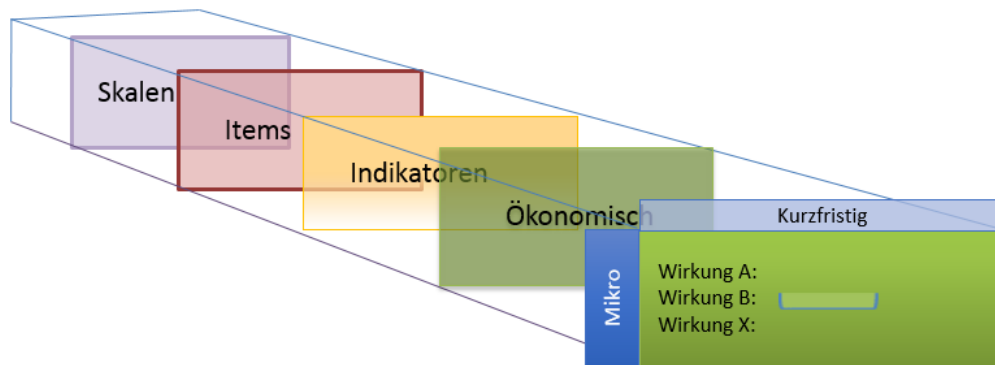 Skalen
Items
Indikatoren
Ökonomisch
Kurzfristig
Mikro
Wirkung A:
Wirkung B:
Wirkung X: